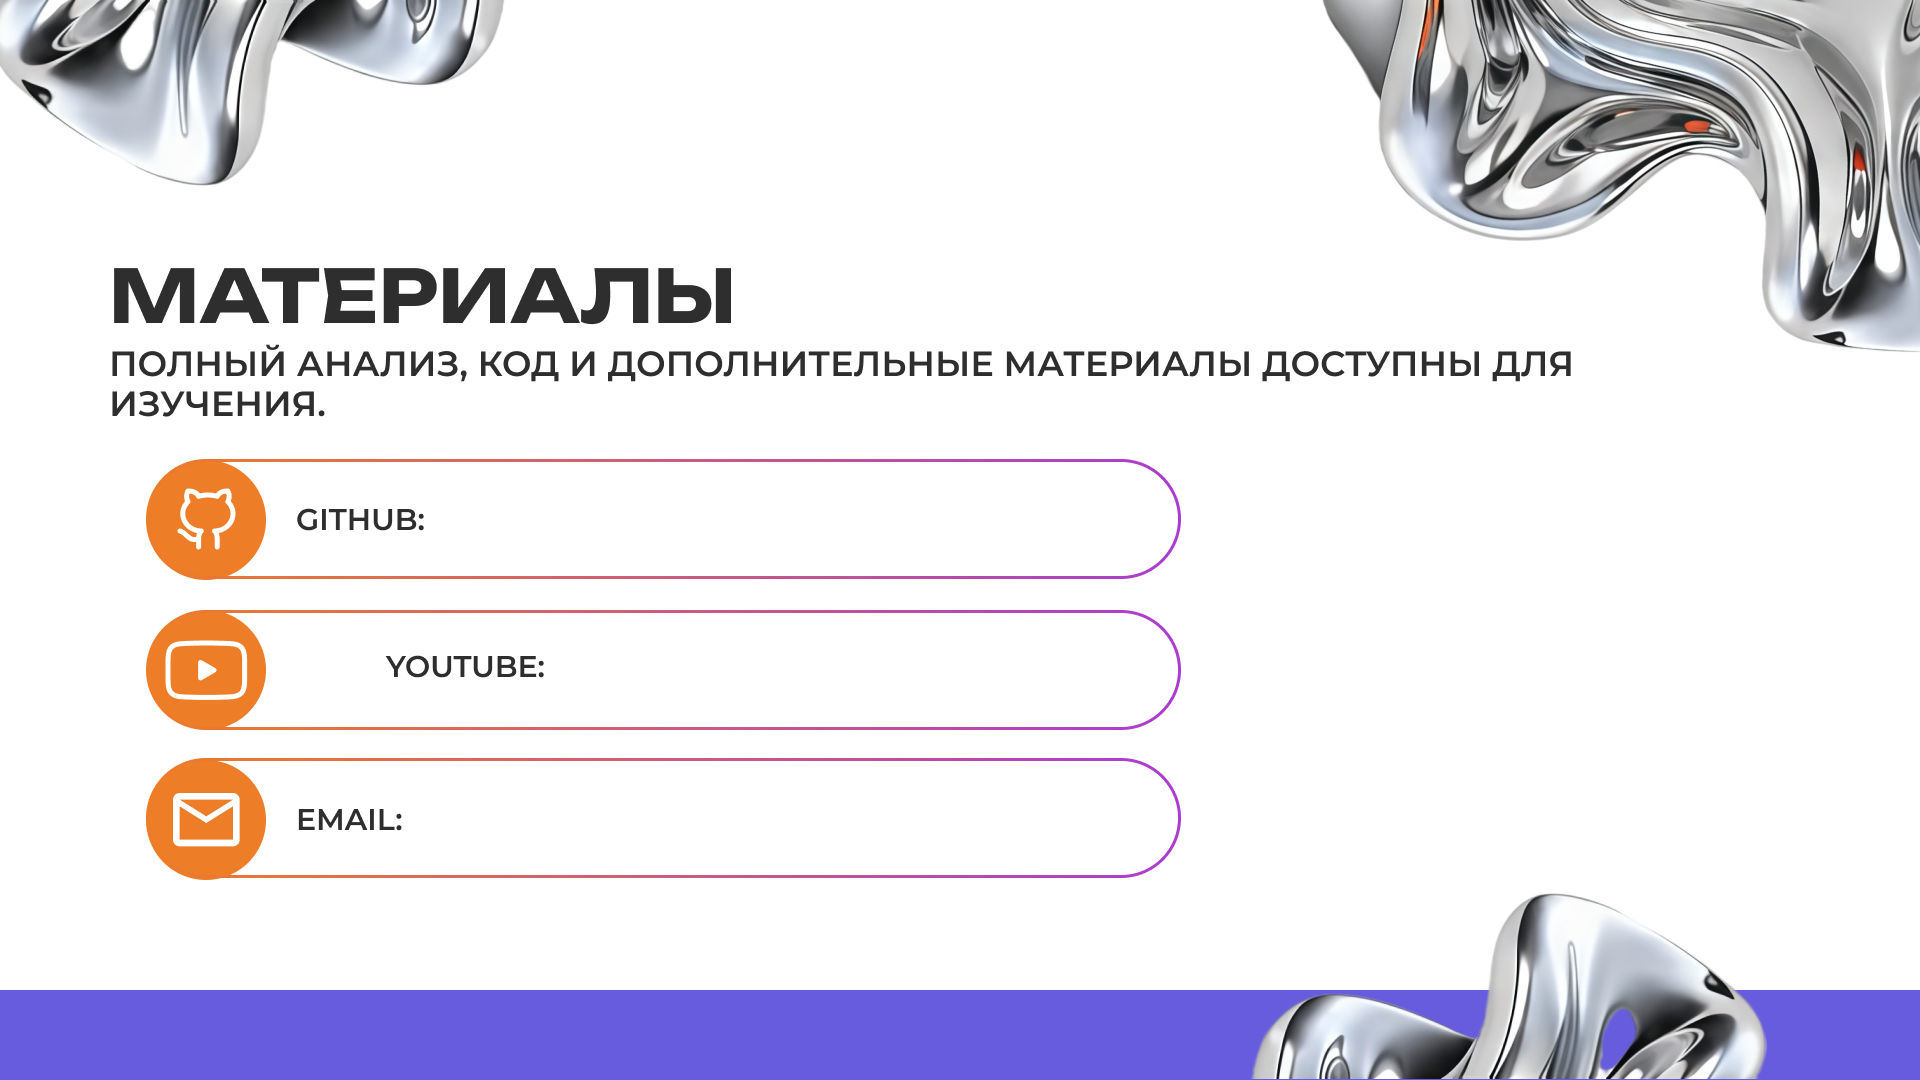 МАТЕРИАЛЫ
ПОЛНЫЙ АНАЛИЗ, КОД И ДОПОЛНИТЕЛЬНЫЕ МАТЕРИАЛЫ ДОСТУПНЫ ДЛЯ
ИЗУЧЕНИЯ.
GITHUB:
YOUTUBE:
EMAIL: